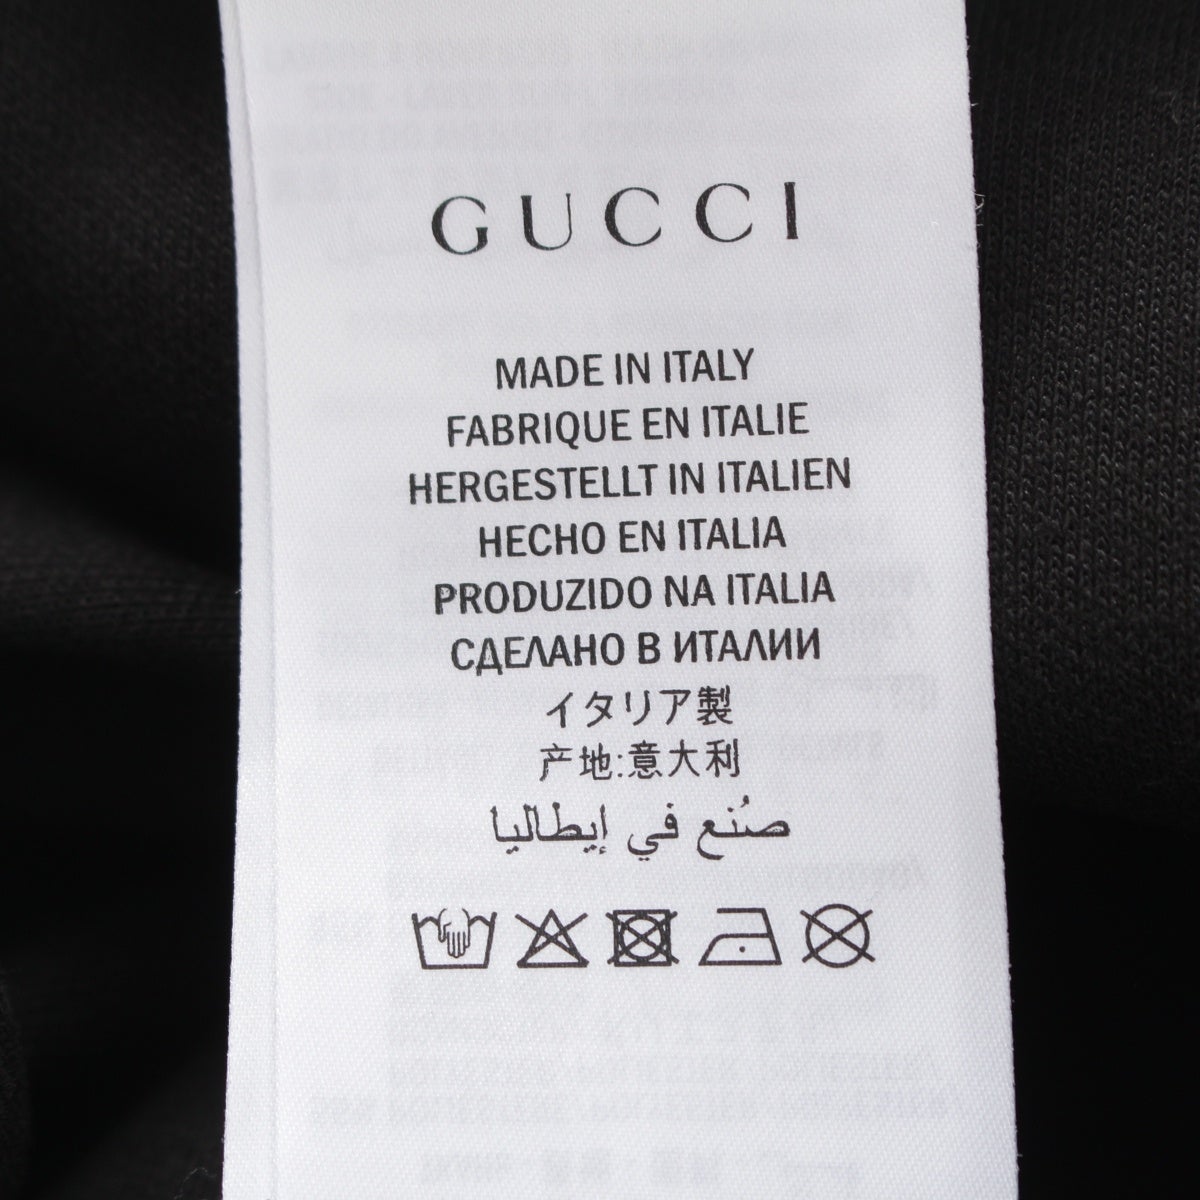 GUCCI
MADE IN ITALY
FABRIQUE EN ITALIE
HERGESTELLT IN ITALIEN
HECHO EN ITALIA
PRODUZIDO NA ITALIA
СДЕЛАНО В ИТАЛИИ
イタリア製
产地:意大利
صُنع في إيطاليا